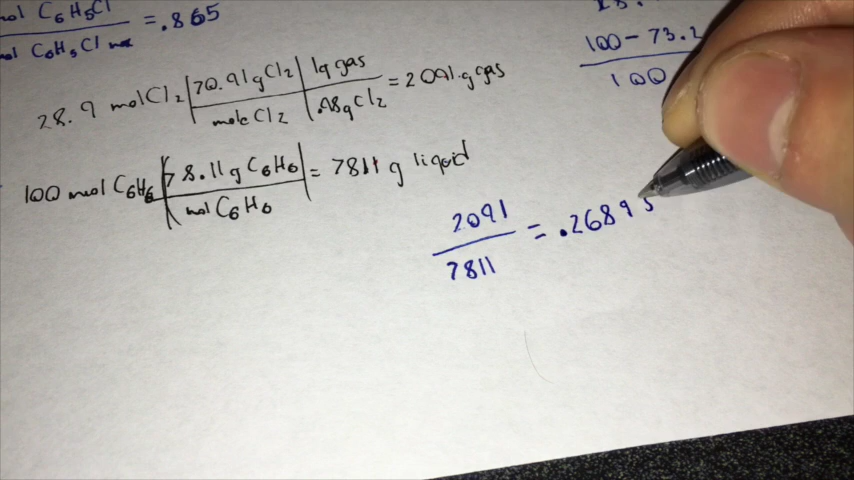 mol C6H5Cl
mol C6H5Cl max = .865
100 - 73.2
100
28.9 mol Cl2 | 70.91 g Cl2 | 1 g gas = 2091 g gas
mole Cl2 | .98 g Cl2
100 mol C6H6 | 78.11 g C6H6 = 7811 g liquid
mol C6H6
2091
7811
= .26895